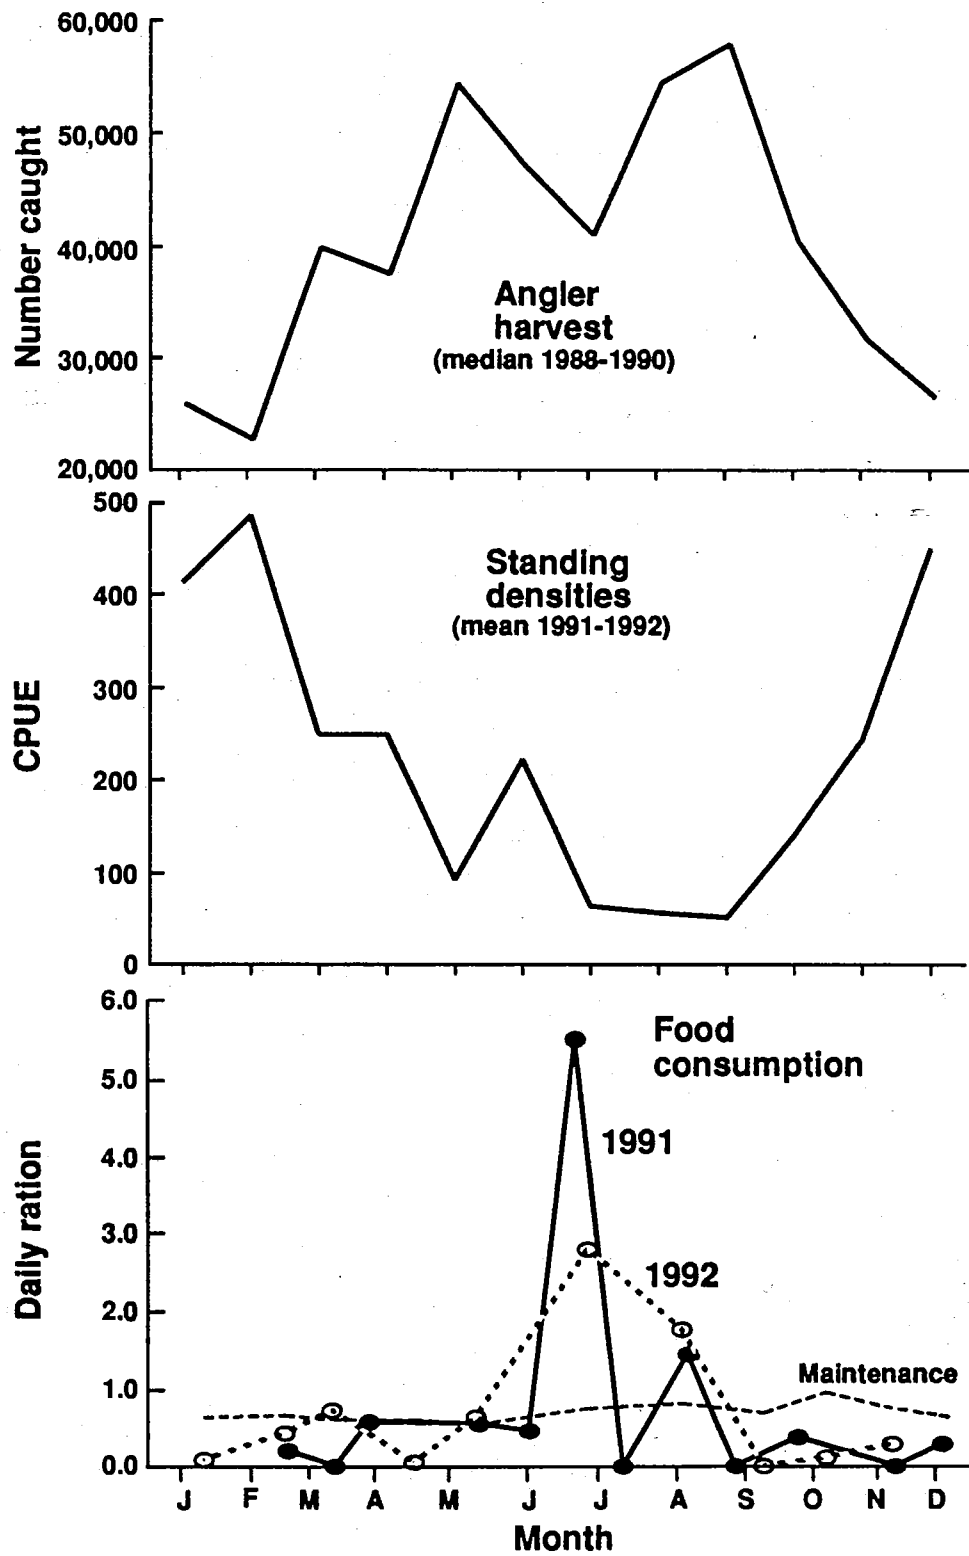 60,000
50,000
40,000
30,000
20,000
Number caught
Angler
harvest
(median 1988-1990)
500
400
300
200
100
0
CPUE
Standing
densities
(mean 1991-1992)
6.0
5.0
4.0
3.0
2.0
1.0
0.0
Daily ration
Food
consumption
1991
1992
Maintenance
J F M A M J J A S O N D
Month